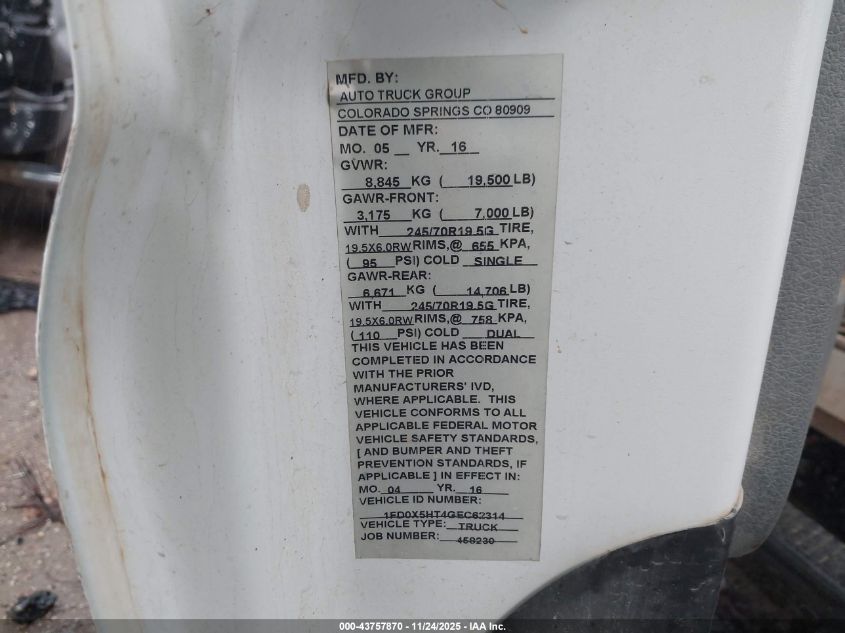 MFD. BY:
AUTO TRUCK GROUP
COLORADO SPRINGS CO 80909
DATE OF MFR:
MO. 05 YR. 16
GVWR:
8,845 KG ( 19,500 LB)
GAWR-FRONT:
3,175 KG ( 7,000 LB)
WITH 245/70R19.5G TIRE,
19.5X6.0RW RIMS,@ 655 KPA,
( 95 PSI) COLD SINGLE
GAWR-REAR:
6,671 KG ( 14,706 LB)
WITH 245/70R19.5G TIRE,
19.5X6.0RW RIMS,@ 758 KPA,
( 110 PSI) COLD DUAL
THIS VEHICLE HAS BEEN
COMPLETED IN ACCORDANCE
WITH THE PRIOR
MANUFACTURERS' IVD,
WHERE APPLICABLE. THIS
VEHICLE CONFORMS TO ALL
APPLICABLE FEDERAL MOTOR
VEHICLE SAFETY STANDARDS,
[ AND BUMPER AND THEFT
PREVENTION STANDARDS, IF
APPLICABLE ] IN EFFECT IN:
MO. 04 YR. 16
VEHICLE ID NUMBER:
1FD0X5HT4GEC62314
VEHICLE TYPE: TRUCK
JOB NUMBER: 458230
000-43757870 | 11/24/2025 - IAA Inc.